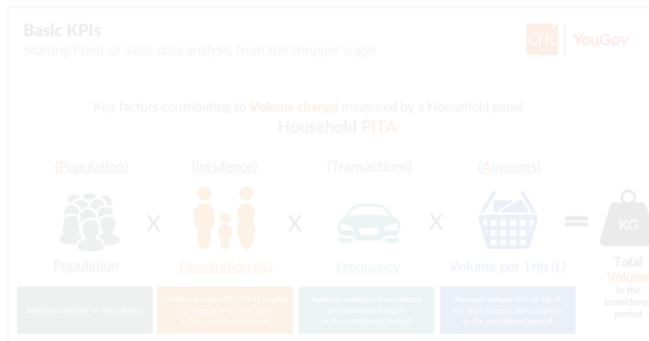 Basic KPIs
Starting Point of sales data analysis from the shopper angle
GfK
YouGov
Key factors contributing to Volume change measured by a Household panel
Household PITA
(Population)
(Incidence)
(Transactions)
(Amounts)
X
X
X
=
KG
Population
Penetration (%)
Frequency
Volume per Trip (L)
Total
Volume
in the
considered
period
Absolute number of households
Relative number (%) of HH buying
the item at least one time
in the considered period
Average number of occasions
the item was bought
in the considered period
Average volume in L or Kg of
the item bought per occasion
in the considered period